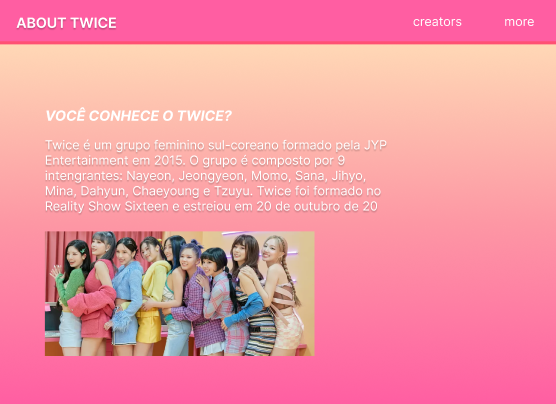 ABOUT TWICE
creators
more
VOCÊ CONHECE O TWICE?
Twice é um grupo feminino sul-coreano formado pela JYP
Entertainment em 2015. O grupo é composto por 9
intengrantes: Nayeon, Jeongyeon, Momo, Sana, Jihyo,
Mina, Dahyun, Chaeyoung e Tzuyu. Twice foi formado no
Reality Show Sixteen e estreiou em 20 de outubro de 20